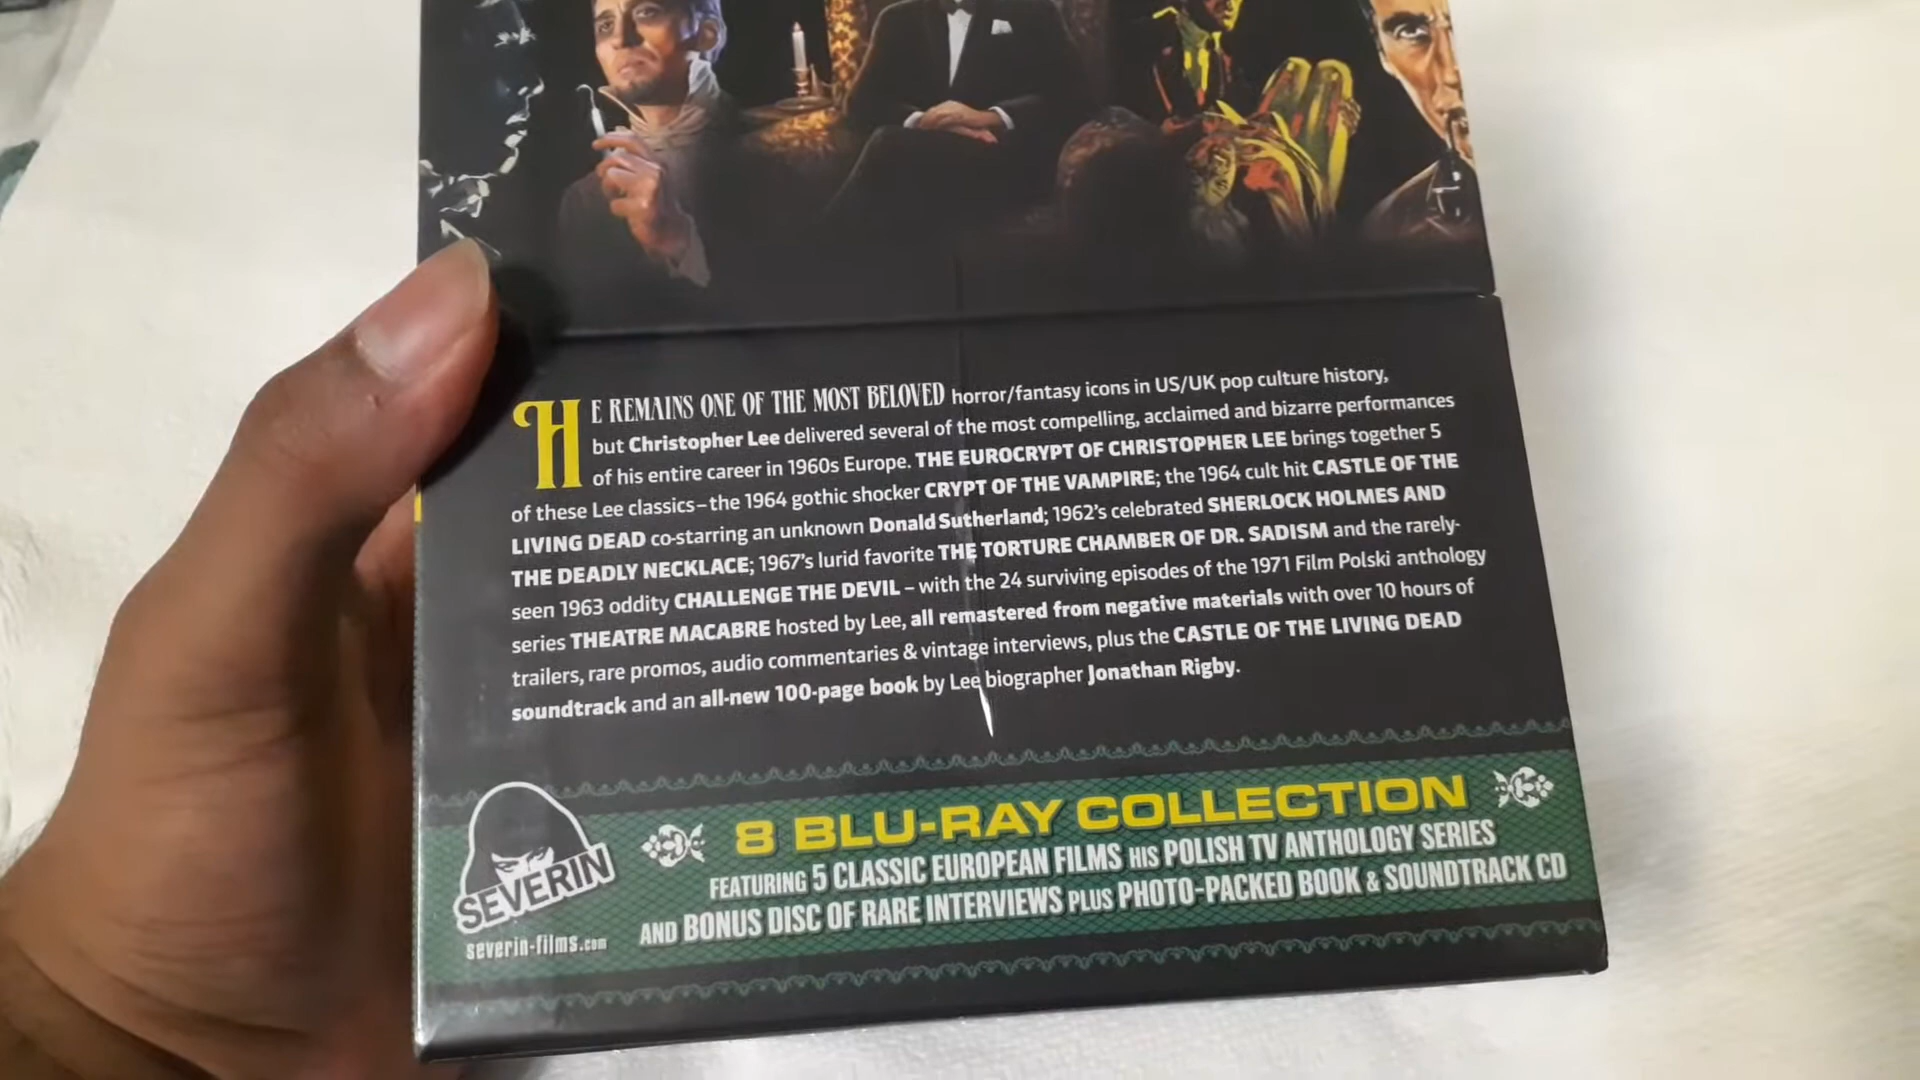 HE REMAINS ONE OF THE MOST BELOVED horror/fantasy icons in US/UK pop culture history,
but Christopher Lee delivered several of the most compelling, acclaimed and bizarre performances
of his entire career in 1960s Europe. THE EUROCRYPT OF CHRISTOPHER LEE brings together 5
of these Lee classics – the 1964 gothic shocker CRYPT OF THE VAMPIRE; the 1964 cult hit CASTLE OF THE
LIVING DEAD co-starring an unknown Donald Sutherland; 1962's celebrated SHERLOCK HOLMES AND
THE DEADLY NECKLACE; 1967's lurid favorite THE TORTURE CHAMBER OF DR. SADISM and the rarely-
seen 1963 oddity CHALLENGE THE DEVIL – with the 24 surviving episodes of the 1971 Film Polski anthology
series THEATRE MACABRE hosted by Lee, all remastered from negative materials with over 10 hours of
trailers, rare promos, audio commentaries & vintage interviews, plus the CASTLE OF THE LIVING DEAD
soundtrack and an all-new 100-page book by Lee biographer Jonathan Rigby.
8 BLU-RAY COLLECTION
FEATURING 5 CLASSIC EUROPEAN FILMS HIS POLISH TV ANTHOLOGY SERIES
AND BONUS DISC OF RARE INTERVIEWS PLUS PHOTO-PACKED BOOK & SOUNDTRACK CD
SEVERIN
severin-films.com